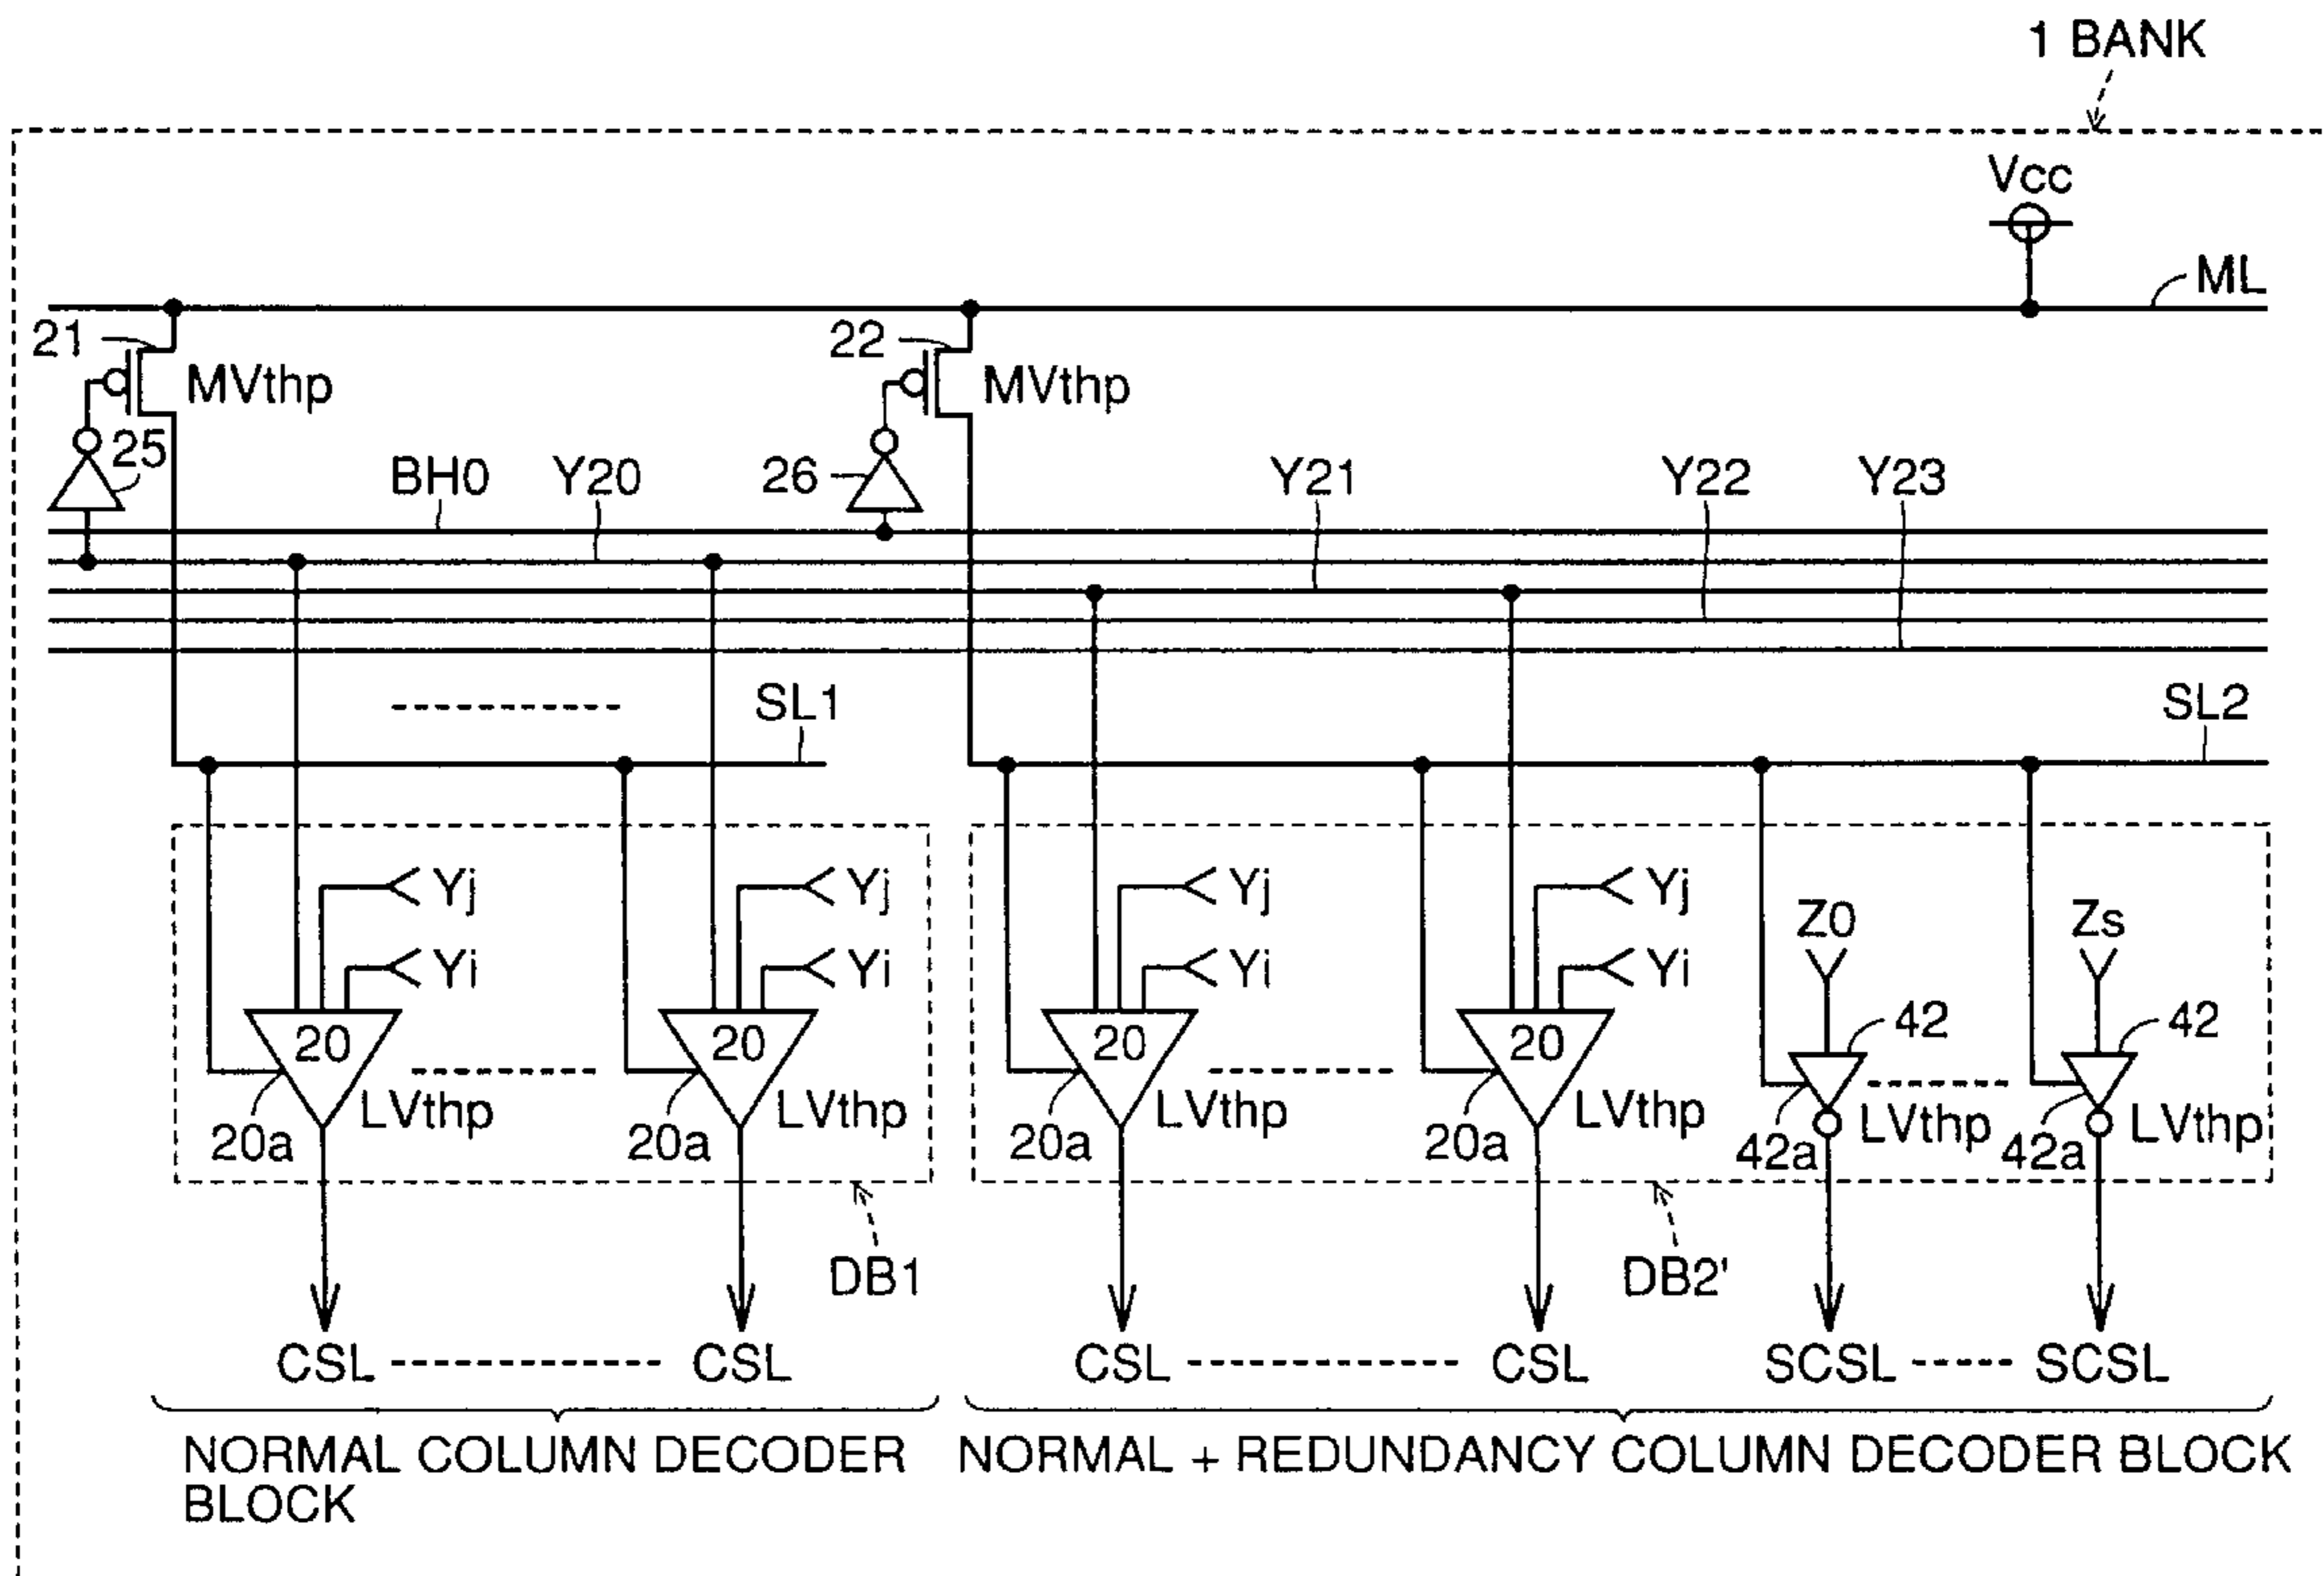 1 BANK
Vcc
ML
21
MVthp
22
MVthp
25
BH0
Y20
26
Y21
Y22
Y23
SL1
SL2
Yj
Yj
Yj
Yj
Yi
Yi
Yi
Yi
Z0
Zs
20
20
20
20
42
42
20a
LVthp
20a
LVthp
20a
LVthp
20a
LVthp
42a
LVthp
42a
LVthp
DB1
DB2'
CSL
CSL
CSL
CSL
SCSL
SCSL
NORMAL COLUMN DECODER
BLOCK
NORMAL + REDUNDANCY COLUMN DECODER BLOCK